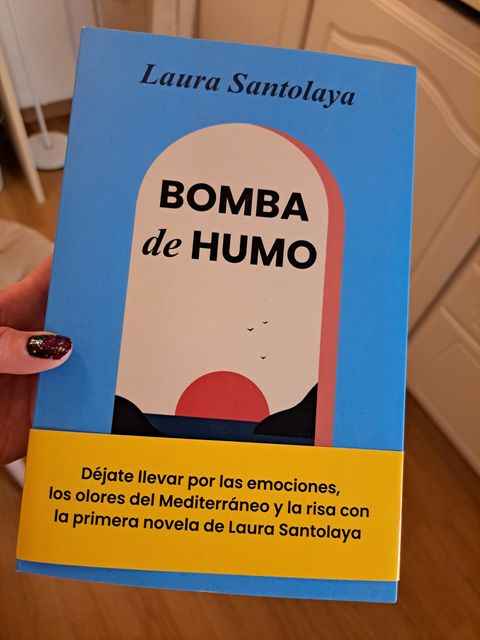 Laura Santolaya
BOMBA
de HUMO
Déjate llevar por las emociones,
los olores del Mediterráneo y la risa con
la primera novela de Laura Santolaya